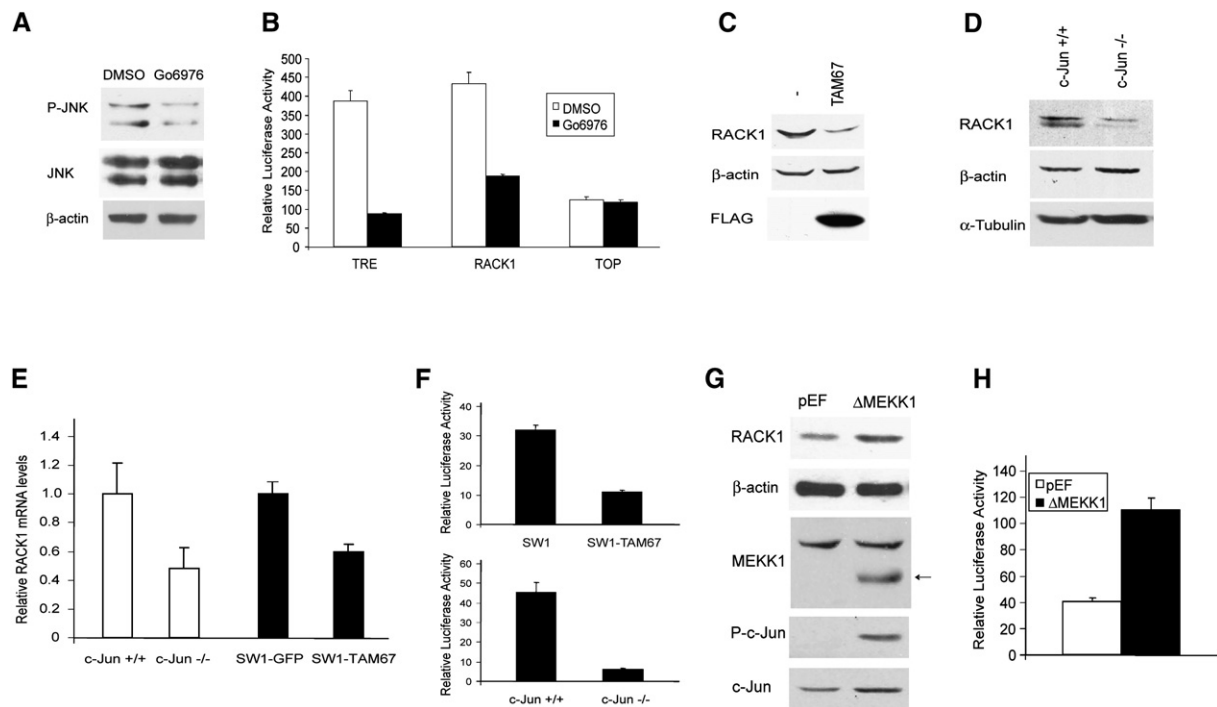 A
DMSO Go6976
P-JNK
JNK
β-actin
B
Relative Luciferase Activity
500
450
400
350
300
250
200
150
100
50
0
DMSO
Go6976
TRE RACK1 TOP
C
- TAM67
RACK1
β-actin
FLAG
D
c-Jun +/+ c-Jun -/-
RACK1
β-actin
α-Tubulin
E
Relative RACK1 mRNA levels
1.4
1.2
1.0
0.8
0.6
0.4
0.2
0
c-Jun +/+ c-Jun -/- SW1-GFP SW1-TAM67
F
Relative Luciferase Activity
40
30
20
10
0
SW1 SW1-TAM67
Relative Luciferase Activity
60
40
20
0
c-Jun +/+ c-Jun -/-
G
pEF ΔMEKK1
RACK1
β-actin
MEKK1
P-c-Jun
c-Jun
H
Relative Luciferase Activity
140
120
100
80
60
40
20
0
pEF
ΔMEKK1